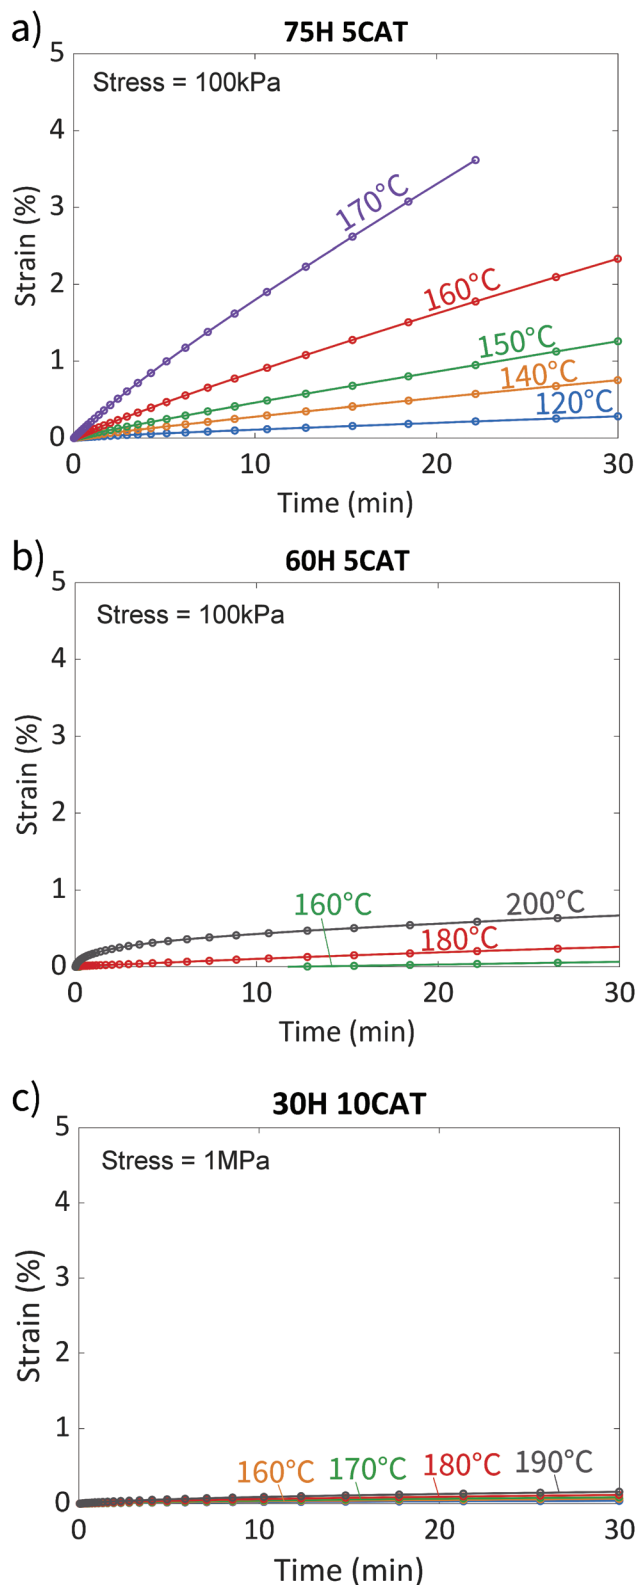 a)
75H 5CAT
Stress = 100kPa
5
4
3
2
1
0
Strain (%)
170°C
160°C
150°C
140°C
120°C
0
10
20
30
Time (min)
b)
60H 5CAT
Stress = 100kPa
5
4
3
2
1
0
Strain (%)
160°C
200°C
180°C
0
10
20
30
Time (min)
c)
30H 10CAT
Stress = 1MPa
5
4
3
2
1
0
Strain (%)
160°C
170°C
180°C
190°C
0
10
20
30
Time (min)